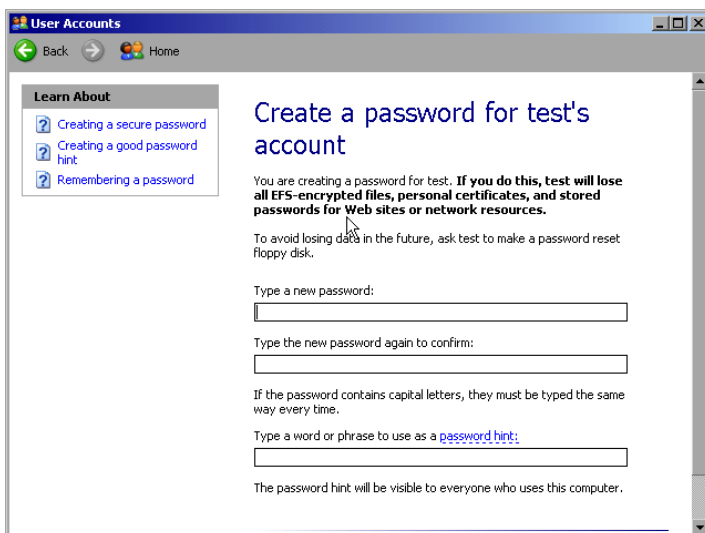 User Accounts
Back
Home
Learn About
Creating a secure password
Creating a good password
hint
Remembering a password
Create a password for test's
account
You are creating a password for test. If you do this, test will lose
all EFS-encrypted files, personal certificates, and stored
passwords for Web sites or network resources.
To avoid losing data in the future, ask test to make a password reset
floppy disk.
Type a new password:
Type the new password again to confirm:
If the password contains capital letters, they must be typed the same
way every time.
Type a word or phrase to use as a password hint:
The password hint will be visible to everyone who uses this computer.